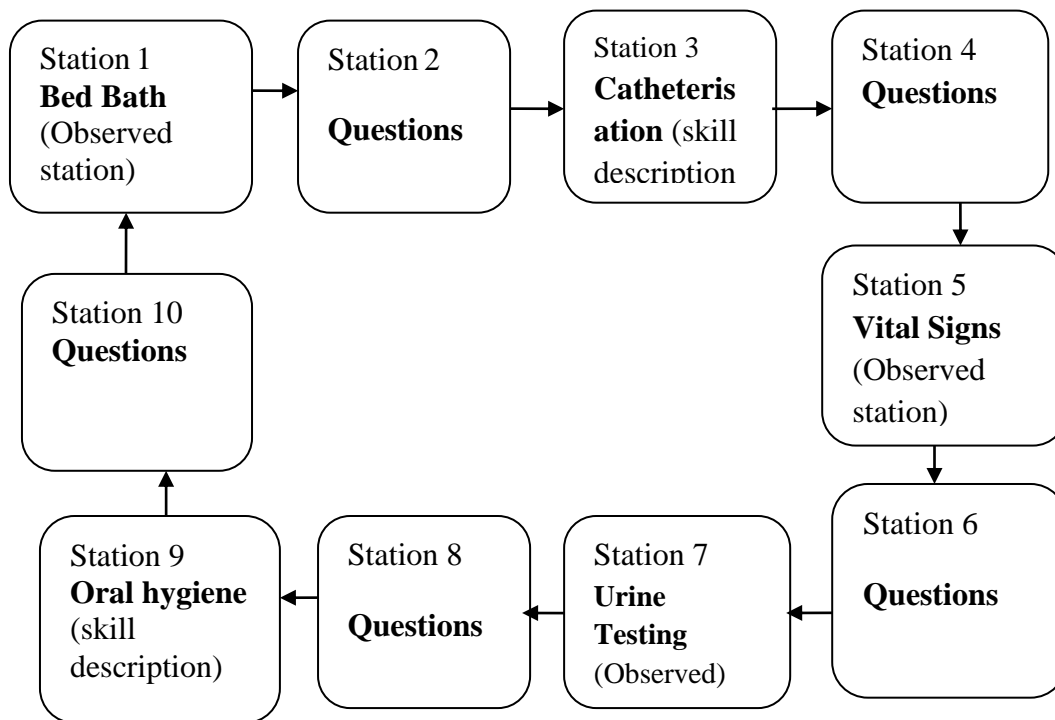 Station 1
Bed Bath
(Observed
station)
Station 2
Questions
Station 3
Catheteris
ation (skill
description
Station 4
Questions
Station 5
Vital Signs
(Observed
station)
Station 6
Questions
Station 7
Urine
Testing
(Observed)
Station 8
Questions
Station 9
Oral hygiene
(skill
description)
Station 10
Questions